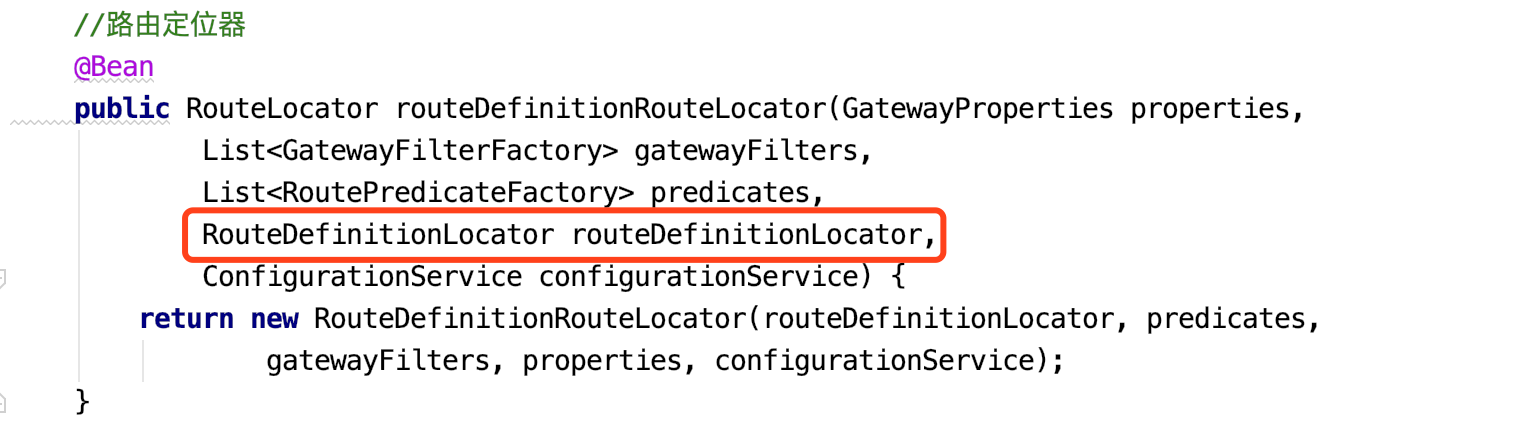 //路由定位器
@Bean
public RouteLocator routeDefinitionRouteLocator(GatewayProperties properties,
List<GatewayFilterFactory> gatewayFilters,
List<RoutePredicateFactory> predicates,
RouteDefinitionLocator routeDefinitionLocator,
ConfigurationService configurationService) {
return new RouteDefinitionRouteLocator(routeDefinitionLocator, predicates,
gatewayFilters, properties, configurationService);
}